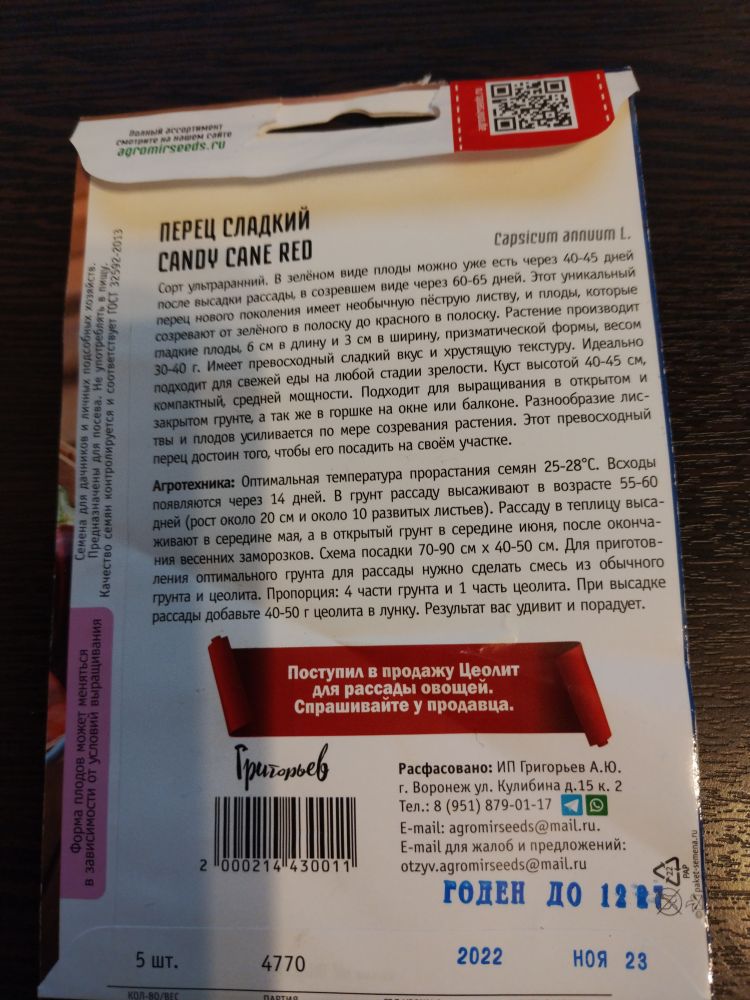 Полный ассортимент
смотрите на нашем сайте
agromirseeds.ru
agromirseeds.ru
ПЕРЕЦ СЛАДКИЙ
CANDY CANE RED
Capsicum annuum L.
Сорт ультраранний. В зелёном виде плоды можно уже есть через 40-45 дней
после высадки рассады, в созревшем виде через 60-65 дней. Этот уникальный
перец нового поколения имеет необычную пёструю листву, и плоды, которые
созревают от зелёного в полоску до красного в полоску. Растение производит
гладкие плоды, 6 см в длину и 3 см в ширину, призматической формы, весом
30-40 г. Имеет превосходный сладкий вкус и хрустящую текстуру. Идеально
подходит для свежей еды на любой стадии зрелости. Куст высотой 40-45 см,
компактный, средней мощности. Подходит для выращивания в открытом и
закрытом грунте, а так же в горшке на окне или балконе. Разнообразие лис-
твы и плодов усиливается по мере созревания растения. Этот превосходный
перец достоин того, чтобы его посадить на своём участке.
Агротехника: Оптимальная температура прорастания семян 25-28°С. Всходы
появляются через 14 дней. В грунт рассаду высаживают в возрасте 55-60
дней (рост около 20 см и около 10 развитых листьев). Рассаду в теплицу выса-
живают в середине мая, а в открытый грунт в середине июня, после оконча-
ния весенних заморозков. Схема посадки 70-90 см х 40-50 см. Для приготов-
ления оптимального грунта для рассады нужно сделать смесь из обычного
грунта и цеолита. Пропорция: 4 части грунта и 1 часть цеолита. При высадке
рассады добавьте 40-50 г цеолита в лунку. Результат вас удивит и порадует.
Семена для дачников и личных подсобных хозяйств.
Предназначены для посева. Не употреблять в пищу.
Качество семян контролируется и соответствует ГОСТ 32592-2013
Форма плодов может меняться
в зависимости от условий выращивания
Поступил в продажу Цеолит
для рассады овощей.
Спрашивайте у продавца.
Григорьев
2 000214 430011
Расфасовано: ИП Григорьев А.Ю.
г. Воронеж ул. Кулибина д.15 к. 2
Тел.: 8 (951) 879-01-17
E-mail: agromirseeds@mail.ru.
E-mail для жалоб и предложений:
otzyv.agromirseeds@mail.ru
ГОДЕН ДО 12 27
22
PAP
paket-semena.ru
5 шт. 4770 2022 НОЯ 23
КОЛ-ВО/ВЕС ПАРТИЯ